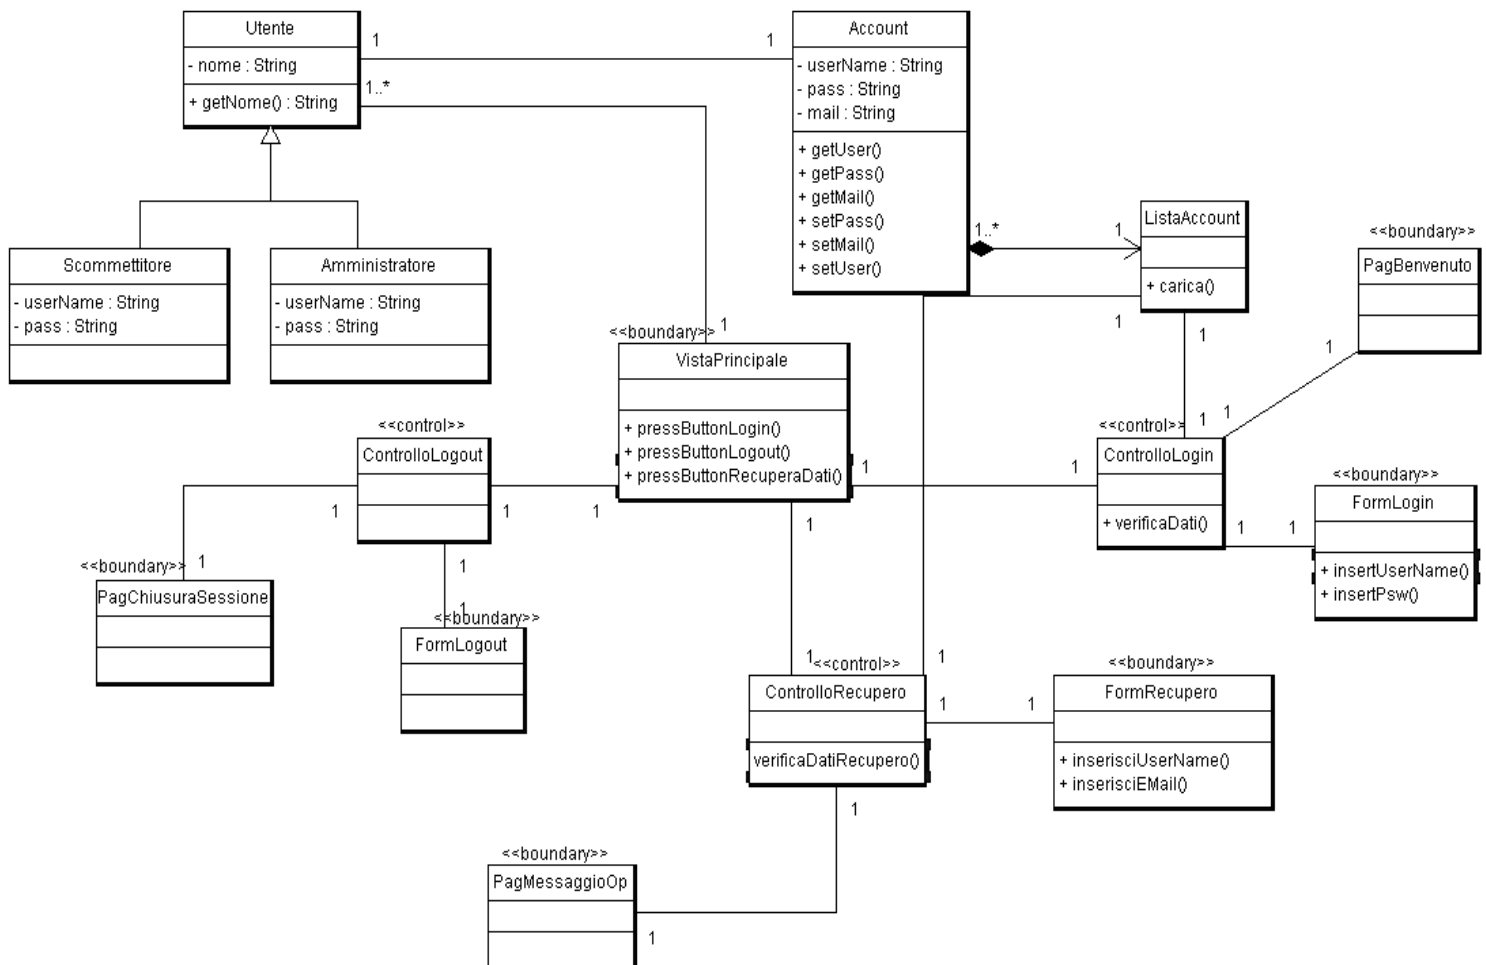 Utente
- nome : String
+ getNome() : String
1
1
1..*
Account
- userName : String
- pass : String
- mail : String
+ getUser()
+ getPass()
+ getMail()
+ setPass()
+ setMail()
+ setUser()
1..*
1
ListaAccount
+ carica()
1
1
<<boundary>>
PagBenvenuto
1
Scommettitore
- userName : String
- pass : String
Amministratore
- userName : String
- pass : String
<<boundary>>
1
VistaPrincipale
+ pressButtonLogin()
+ pressButtonLogout()
+ pressButtonRecuperaDati()
1
1
1
1
<<control>>
ControlloLogout
1
1
<<control>>
1
1
ControlloLogin
+ verificaDati()
1
1
<<boundary>>
FormLogin
+ insertUserName()
+ insertPsw()
<<boundary>>
1
PagChiusuraSessione
1
1
<<boundary>>
FormLogout
1
<<control>>
1
ControlloRecupero
verificaDatiRecupero()
1
1
1
<<boundary>>
FormRecupero
+ inserisciUserName()
+ inserisciEMail()
<<boundary>>
PagMessaggioOp
1